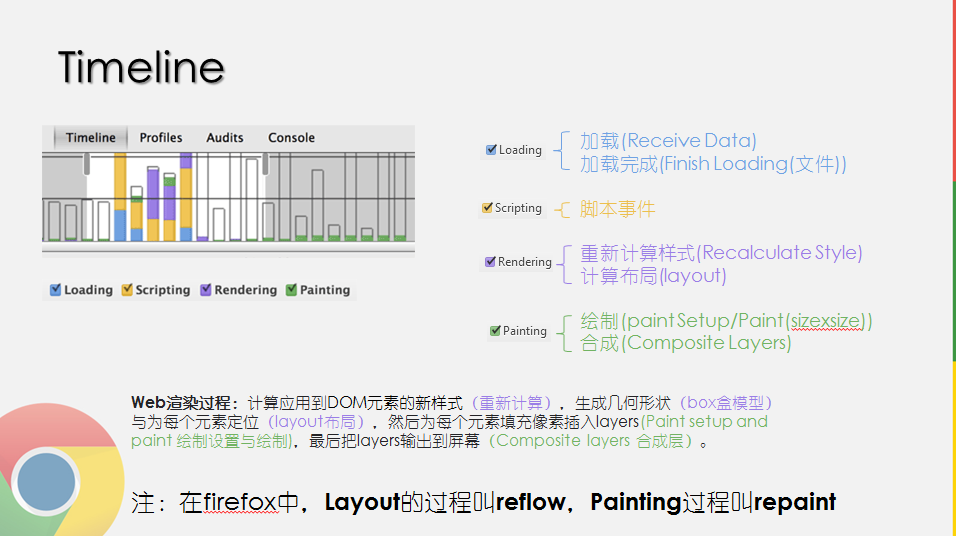 Timeline
Timeline Profiles Audits Console
Loading Scripting Rendering Painting
Loading
加载(Receive Data)
加载完成(Finish Loading(文件))
Scripting
脚本事件
Rendering
重新计算样式(Recalculate Style)
计算布局(layout)
Painting
绘制(paint Setup/Paint(sizexsize))
合成(Composite Layers)
Web渲染过程：计算应用到DOM元素的新样式（重新计算），生成几何形状（box盒模型）
与为每个元素定位（layout布局），然后为每个元素填充像素插入layers(Paint setup and
paint 绘制设置与绘制)，最后把layers输出到屏幕（Composite layers 合成层）。
注：在firefox中，Layout的过程叫reflow，Painting过程叫repaint